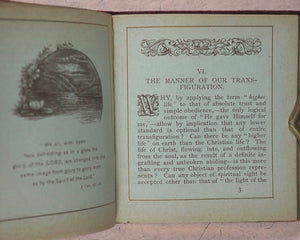 "We all, with open
face beholding as in a glass the
glory of the LORD, are changed into the
same image from glory to glory, even
as by the Spirit of the Lord."
2 Cor. iii. 18.
VI.
THE MANNER OF OUR TRANS-
FIGURATION.
WHY, by applying the term "higher
life" to that of absolute trust and
simple obedience,—the only logical
outcome of "He gave Himself for
me",—allow by implication that any lower
standard is optional than that of entire
transfiguration? Can there be any "higher
life" on earth than the Christian life? The
life of Christ, flowing into, and outflowing
from the soul, as the result of a definite in-
grafting and unbroken abiding—is this more
than every true Christian profession repre-
sents? Can any object of spiritual sight
be accepted other than that of "the light of the
3